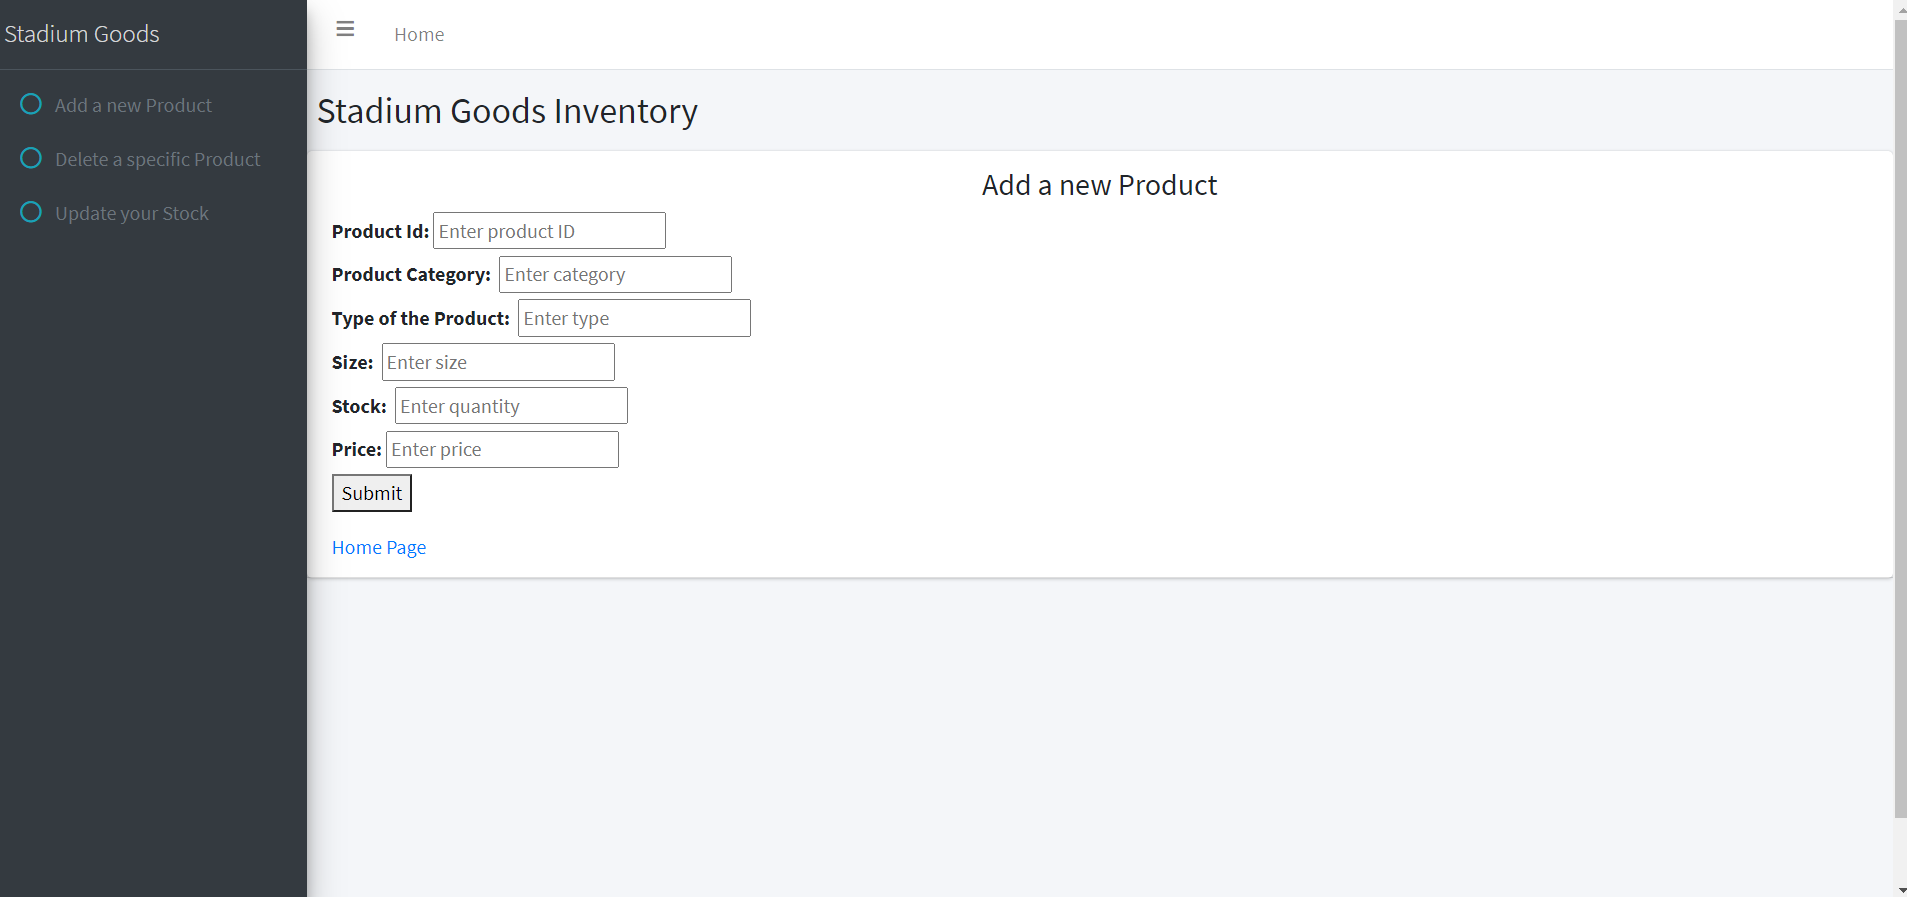 Stadium Goods
Home
Add a new Product
Delete a specific Product
Update your Stock
Stadium Goods Inventory
Add a new Product
Product Id: Enter product ID
Product Category: Enter category
Type of the Product: Enter type
Size: Enter size
Stock: Enter quantity
Price: Enter price
Submit
Home Page